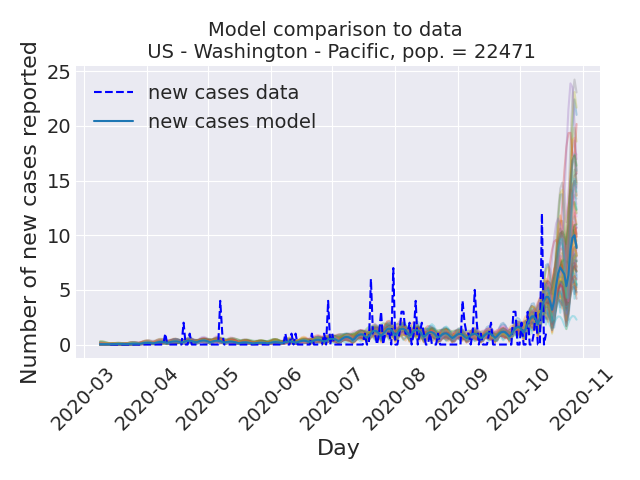 Model comparison to data
US - Washington - Pacific, pop. = 22471
Number of new cases reported
25
20
15
10
5
0
new cases data
new cases model
2020-03
2020-04
2020-05
2020-06
2020-07
2020-08
2020-09
2020-10
2020-11
Day